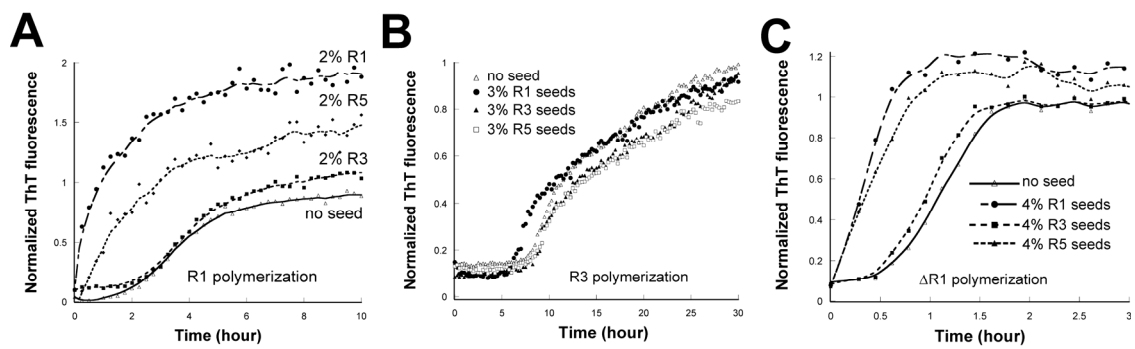 A
Normalized ThT fluorescence
2
1.5
1
0.5
0
2% R1
2% R5
2% R3
no seed
R1 polymerization
0 2 4 6 8 10
Time (hour)
B
Normalized ThT fluorescence
1
0.8
0.6
0.4
0.2
0
no seed
3% R1 seeds
3% R3 seeds
3% R5 seeds
R3 polymerization
0 5 10 15 20 25 30
Time (hour)
C
Normalized ThT fluorescence
1.2
1
0.8
0.6
0.4
0.2
0
no seed
4% R1 seeds
4% R3 seeds
4% R5 seeds
ΔR1 polymerization
0 0.5 1 1.5 2 2.5 3
Time (hour)